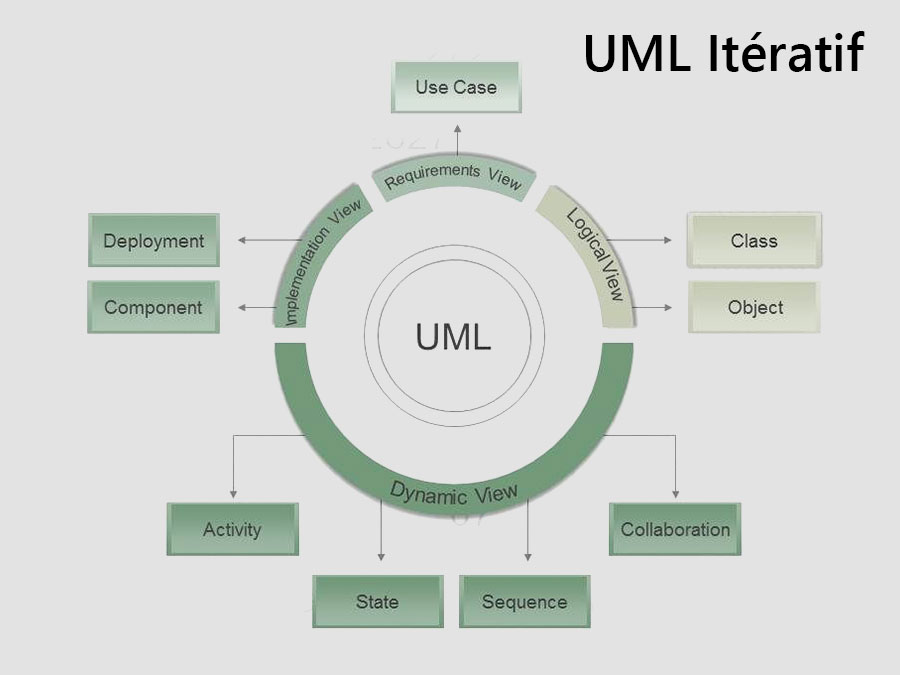 UML Itératif
Use Case
Requirements View
Implementation View
Logical View
Deployment
Class
Component
Object
UML
Dynamic View
Activity
Collaboration
State
Sequence